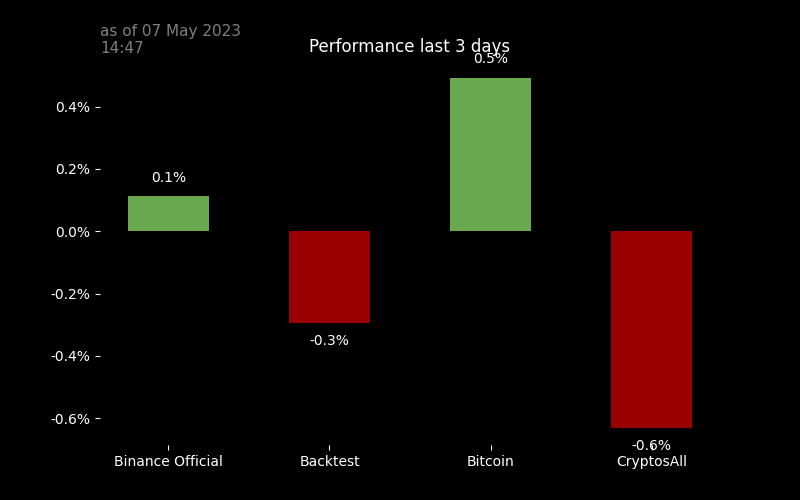 as of 07 May 2023
14:47
Performance last 3 days
0.5%
0.4%
0.2%
0.1%
0.0%
-0.2%
-0.3%
-0.4%
-0.6%
-0.6%
Binance Official
Backtest
Bitcoin
CryptosAll